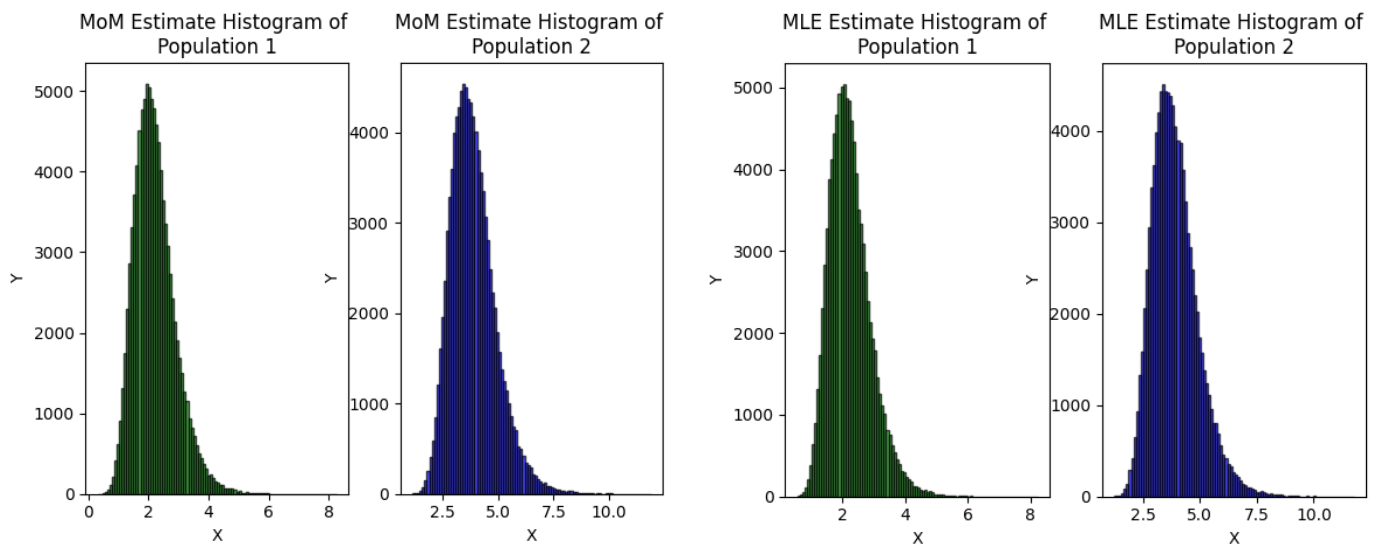 MoM Estimate Histogram of
Population 1
5000
4000
3000
2000
1000
0
Y
0 2 4 6 8
X
MoM Estimate Histogram of
Population 2
4000
3000
2000
1000
0
Y
2.5 5.0 7.5 10.0
X
MLE Estimate Histogram of
Population 1
5000
4000
3000
2000
1000
0
Y
2 4 6 8
X
MLE Estimate Histogram of
Population 2
4000
3000
2000
1000
0
Y
2.5 5.0 7.5 10.0
X